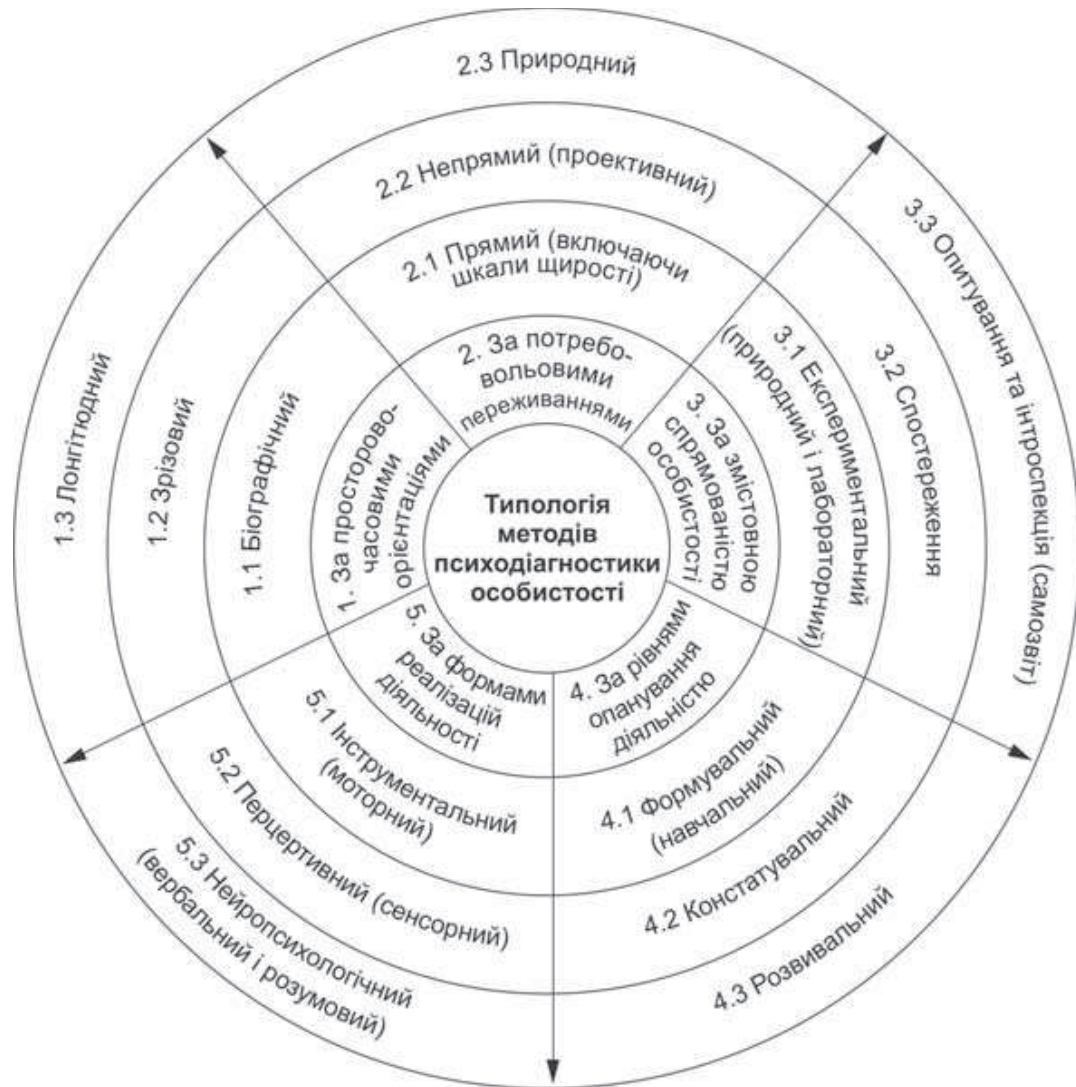 Типологія
методів
психодіагностики
особистості
1. За просторово-
часовими
орієнтаціями
1.1 Біографічний
1.2 Зрізовий
1.3 Лонгітюдний
2. За потребо-
вольовими
переживаннями
2.1 Прямий (включаючи
шкали щирості)
2.2 Непрямий (проективний)
2.3 Природний
3. За змістовною
спрямованістю
особистості
3.1 Експериментальний
(природний і лабораторний)
3.2 Спостереження
3.3 Опитування та інтроспекція (самозвіт)
4. За рівнями
опанування
діяльністю
4.1 Формувальний
(навчальний)
4.2 Констатувальний
4.3 Розвивальний
5. За формами
реалізацій
діяльності
5.1 Інструментальний
(моторний)
5.2 Перцертивний (сенсорний)
5.3 Нейропсихологічний
(вербальний і розумовий)